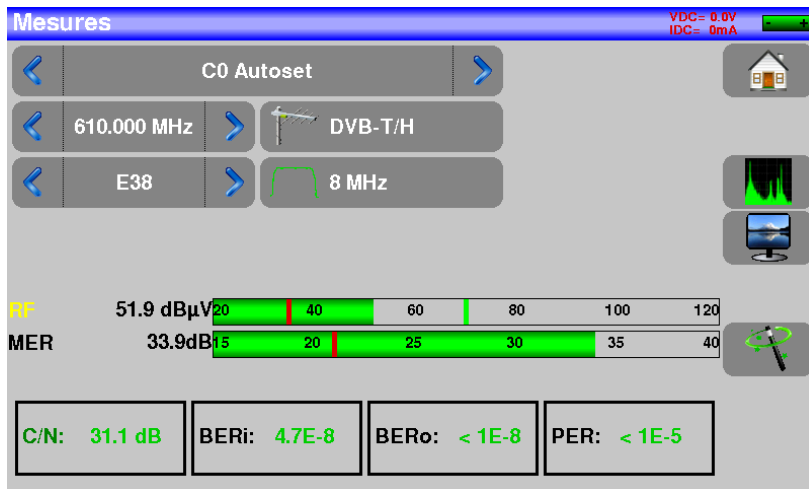 Mesures
VDC= 0.0V
IDC= 0mA
- +
C0 Autoset
610.000 MHz
DVB-T/H
E38
8 MHz
RF 51.9 dBµV 20 40 60 80 100 120
MER 33.9dB 15 20 25 30 35 40
C/N: 31.1 dB BERi: 4.7E-8 BERo: < 1E-8 PER: < 1E-5